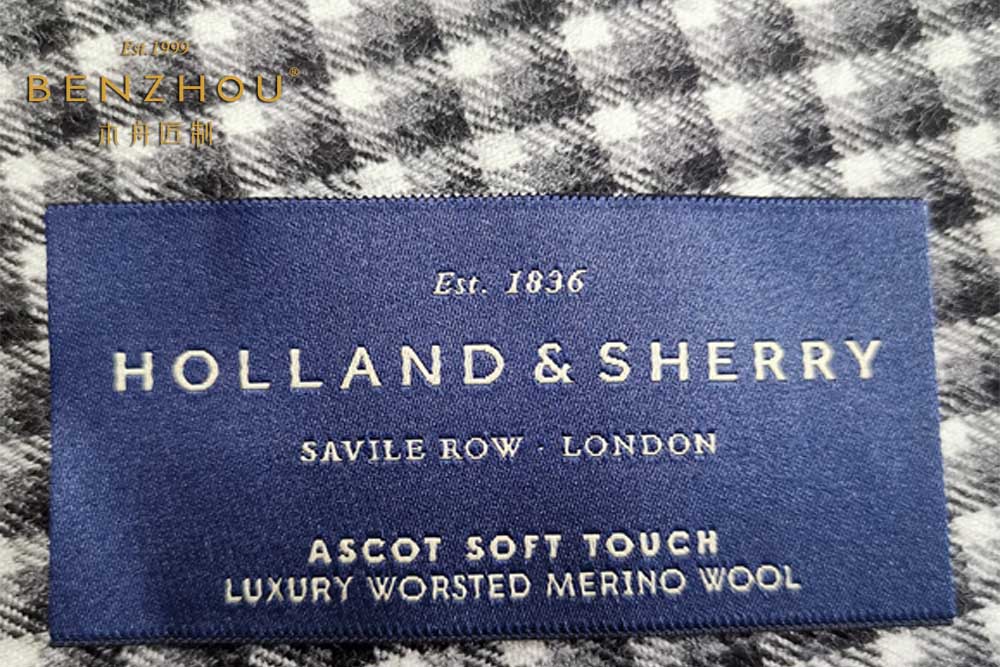 Est. 1999
BENZHOU®
本舟匠制
Est. 1836
HOLLAND & SHERRY
SAVILE ROW · LONDON
ASCOT SOFT TOUCH
LUXURY WORSTED MERINO WOOL